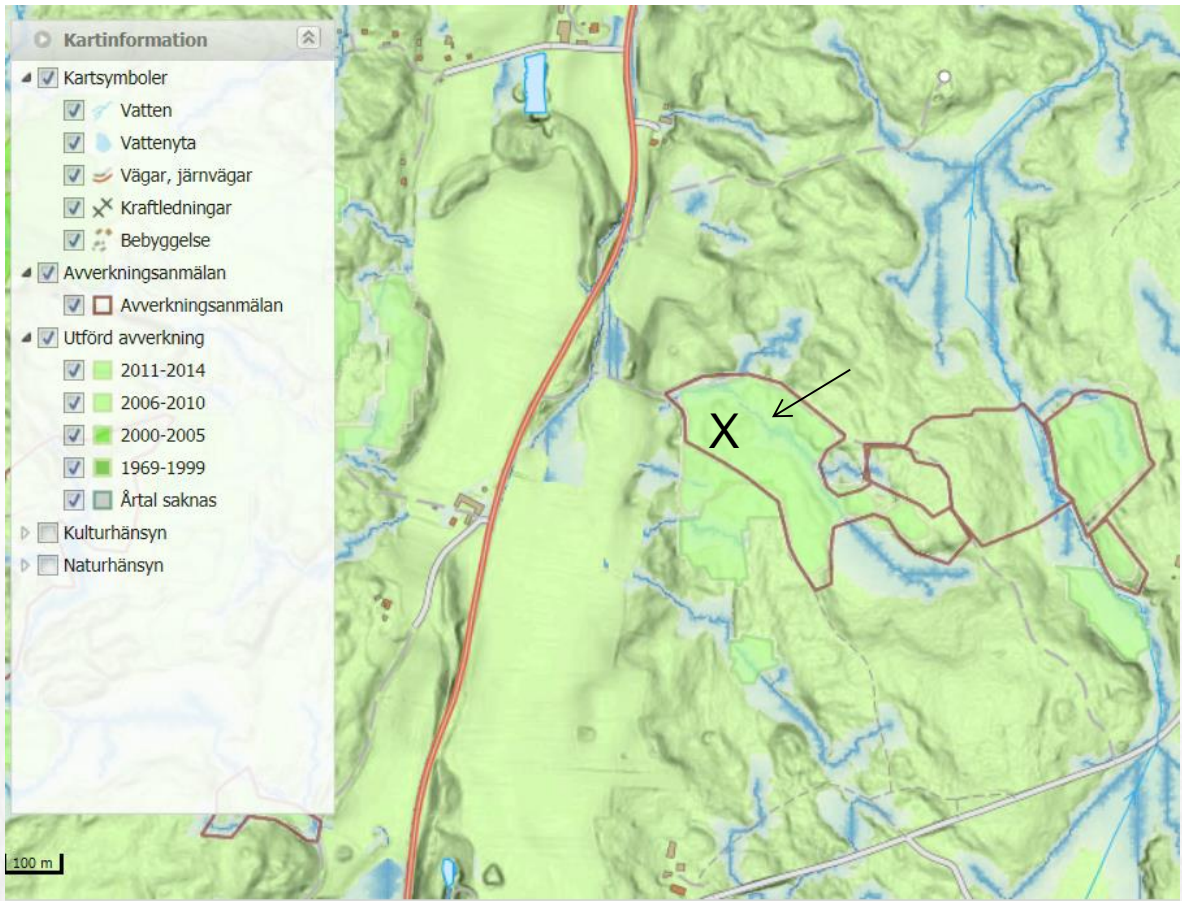 Kartinformation
Kartsymboler
Vatten
Vattenyta
Vägar, järnvägar
Kraftledningar
Bebyggelse
Avverkningsanmälan
Avverkningsanmälan
Utförd avverkning
2011-2014
2006-2010
2000-2005
1969-1999
Årtal saknas
Kulturhänsyn
Naturhänsyn
X
100 m